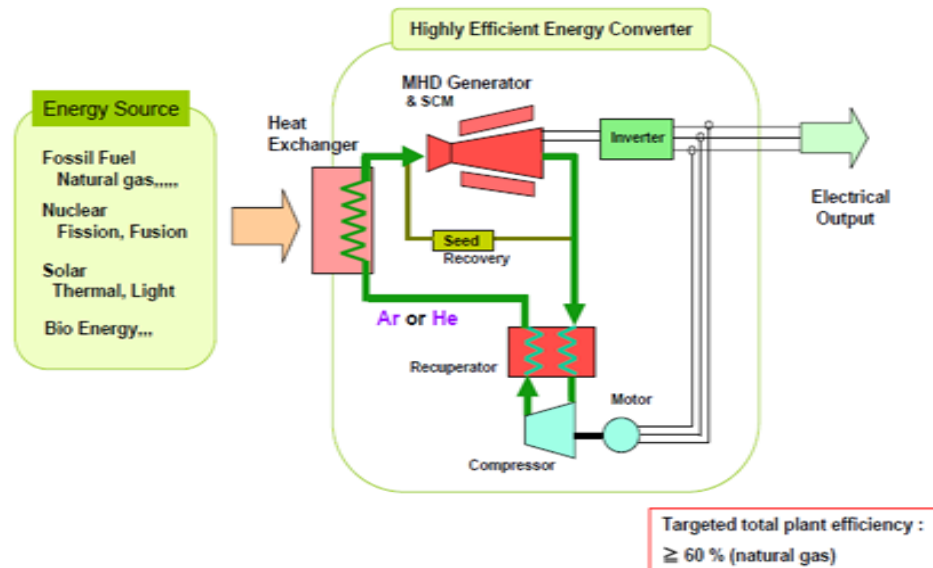 Highly Efficient Energy Converter
Energy Source
Fossil Fuel
Natural gas,,,,,
Nuclear
Fission, Fusion
Solar
Thermal, Light
Bio Energy,,,
Heat
Exchanger
MHD Generator
& SCM
Inverter
Electrical
Output
Seed
Recovery
Ar or He
Recuperator
Motor
Compressor
Targeted total plant efficiency :
≧ 60 % (natural gas)